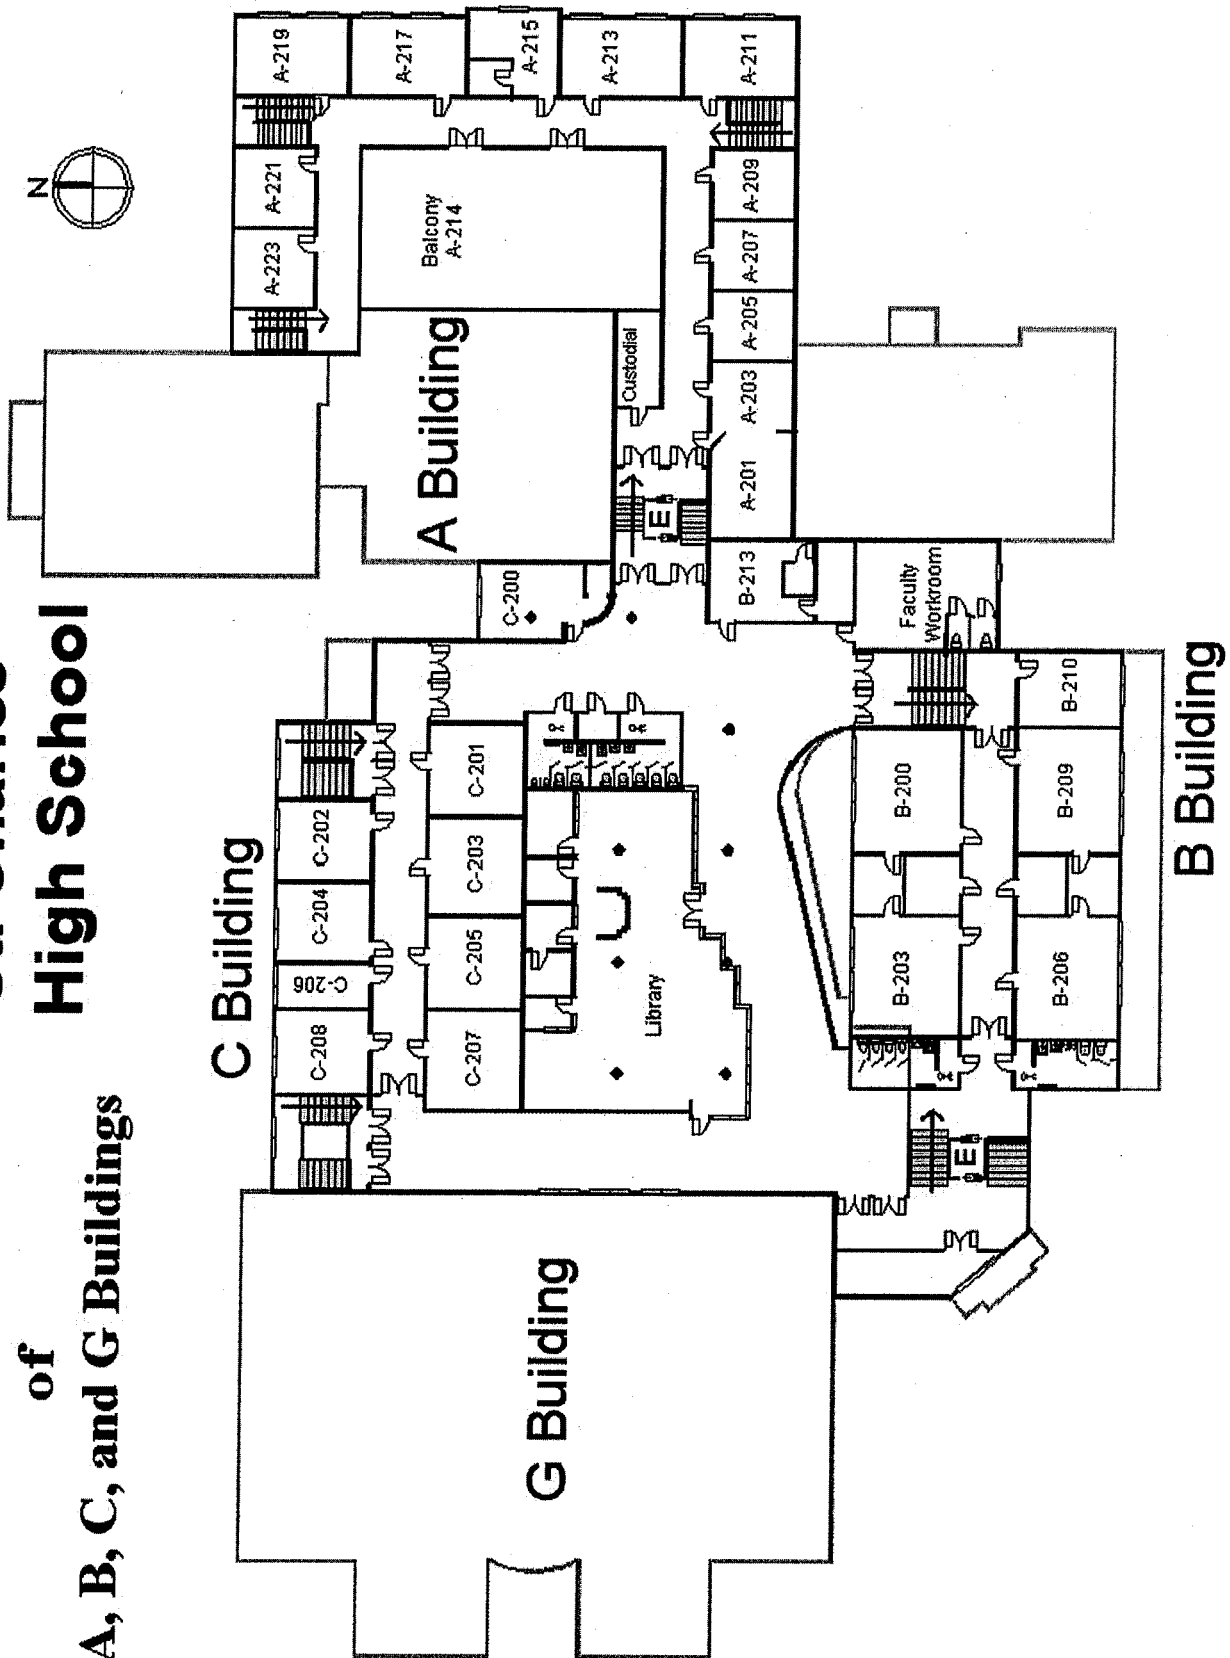 High School
of
A, B, C, and G Buildings
N
A-219
A-217
A-215
A-213
A-211
A-221
A-223
Balcony
A-214
A-209
A-207
A-205
A-203
A-201
Custodial
A Building
E
C-200
B-213
Faculty
Workroom
C Building
C-202
C-204
C-206
C-208
C-201
C-203
C-205
C-207
Library
B-200
B-203
B-210
B-209
B-206
B Building
E
G Building